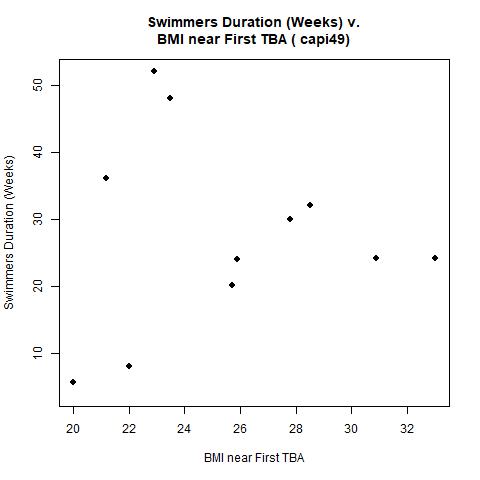 Swimmers Duration (Weeks) v.
BMI near First TBA ( capi49)
Swimmers Duration (Weeks)
50
40
30
20
10
20 22 24 26 28 30 32
BMI near First TBA